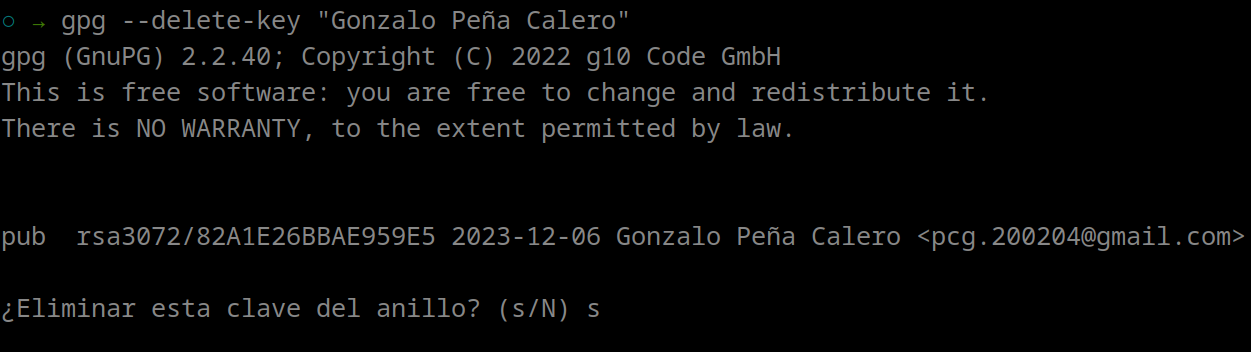 ○ → gpg --delete-key "Gonzalo Peña Calero"
gpg (GnuPG) 2.2.40; Copyright (C) 2022 g10 Code GmbH
This is free software: you are free to change and redistribute it.
There is NO WARRANTY, to the extent permitted by law.
pub  rsa3072/82A1E26BBAE959E5 2023-12-06 Gonzalo Peña Calero <pcg.200204@gmail.com>
¿Eliminar esta clave del anillo? (s/N) s